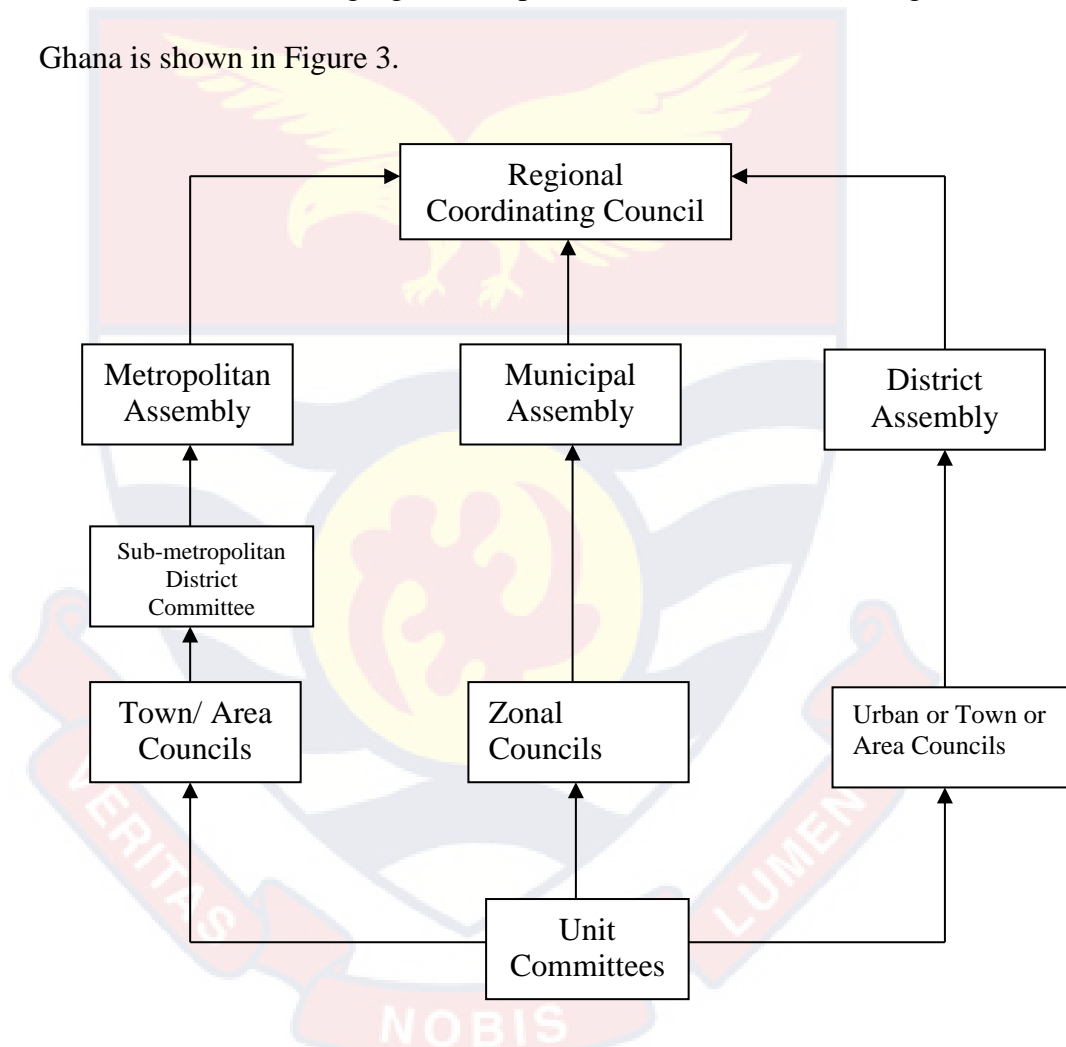 Ghana is shown in Figure 3.
Regional
Coordinating Council
Metropolitan
Assembly
Municipal
Assembly
District
Assembly
Sub-metropolitan
District
Committee
Town/ Area
Councils
Zonal
Councils
Urban or Town or
Area Councils
Unit
Committees
VERITAS
NOBIS
LUMEN